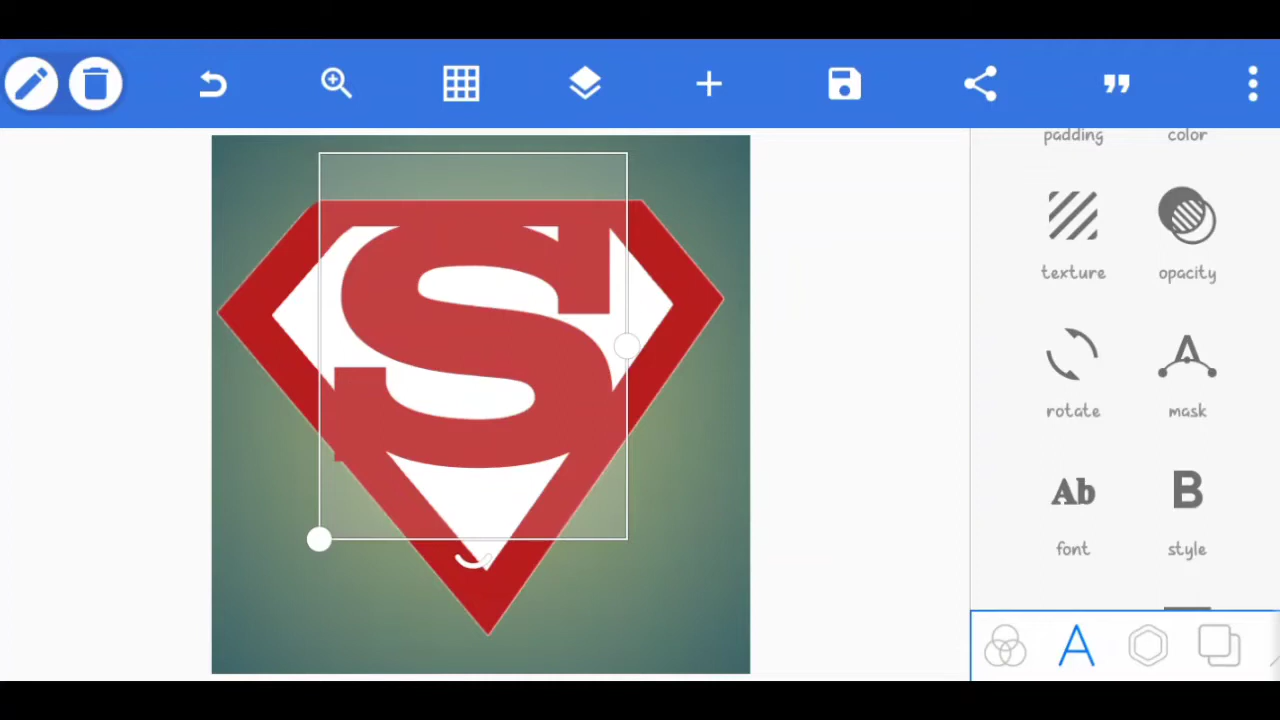 padding color
texture opacity
S
rotate mask
Ab B
font style
A